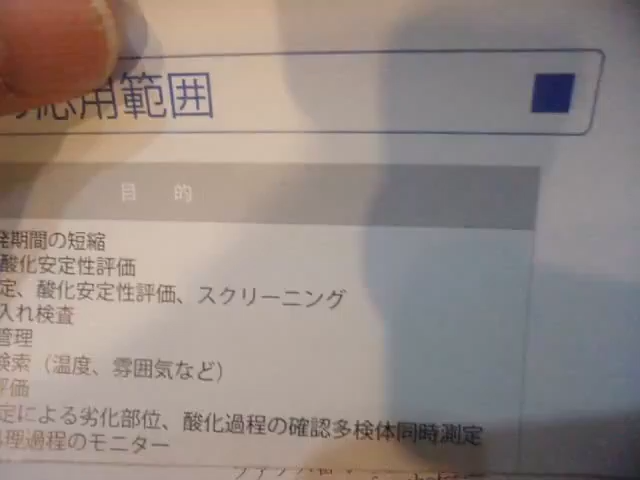 応用範囲
目 的
発期間の短縮
酸化安定性評価
定、酸化安定性評価、スクリーニング
入れ検査
管理
検索（温度、雰囲気など）
評価
定による劣化部位、酸化過程の確認多検体同時測定
理過程のモニター